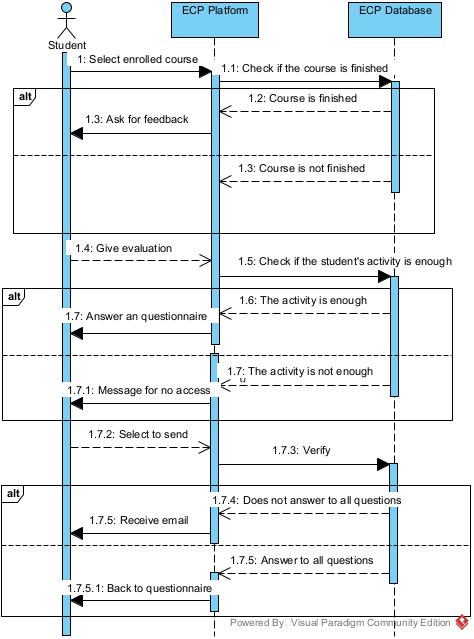 ECP Platform
ECP Database
Student
1: Select enrolled course
1.1: Check if the course is finished
alt
1.2: Course is finished
1.3: Ask for feedback
1.3: Course is not finished
1.4: Give evaluation
1.5: Check if the student's activity is enough
alt
1.6: The activity is enough
1.7: Answer an questionnaire
1.7: The activity is not enough
1.7.1: Message for no access
1.7.2: Select to send
1.7.3: Verify
alt
1.7.4: Does not answer to all questions
1.7.5: Receive email
1.7.5: Answer to all questions
1.7.5.1: Back to questionnaire
Powered By: Visual Paradigm Community Edition